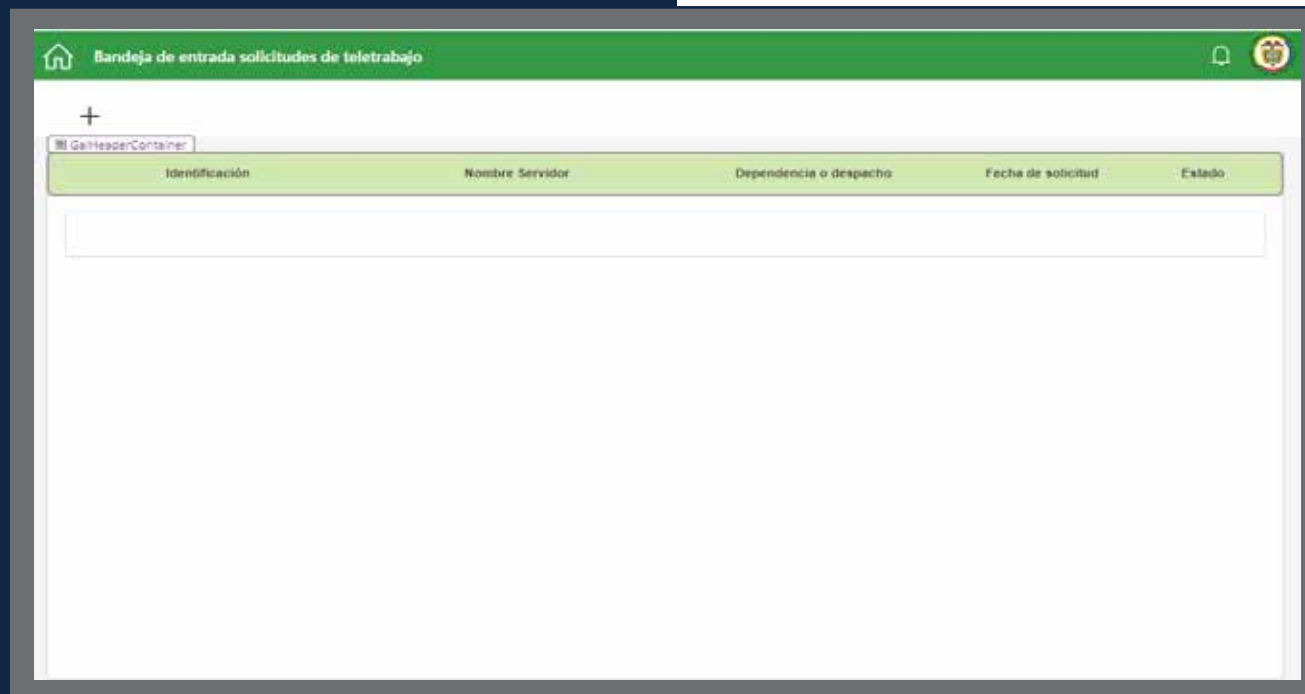 Bandeja de entrada solicitudes de teletrabajo
GalHeaderContainer
Identificación Nombre Servidor Dependencia o despacho Fecha de solicitud Estado